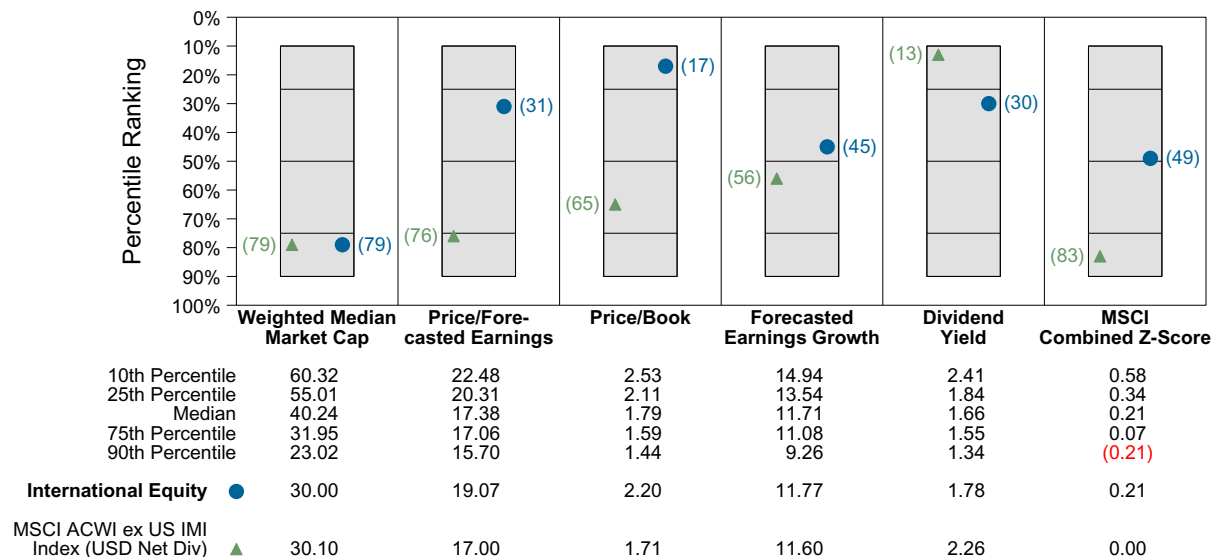 0%
10%
20%
30%
40%
50%
60%
70%
80%
90%
100%
Percentile Ranking
(79) (79)
(76) (31)
(65) (17)
(56) (45)
(13) (30)
(83) (49)
Weighted Median
Market Cap
Price/Fore-
casted Earnings
Price/Book
Forecasted
Earnings Growth
Dividend
Yield
MSCI
Combined Z-Score
10th Percentile 60.32 22.48 2.53 14.94 2.41 0.58
25th Percentile 55.01 20.31 2.11 13.54 1.84 0.34
Median 40.24 17.38 1.79 11.71 1.66 0.21
75th Percentile 31.95 17.06 1.59 11.08 1.55 0.07
90th Percentile 23.02 15.70 1.44 9.26 1.34 (0.21)
International Equity 30.00 19.07 2.20 11.77 1.78 0.21
MSCI ACWI ex US IMI
Index (USD Net Div) 30.10 17.00 1.71 11.60 2.26 0.00